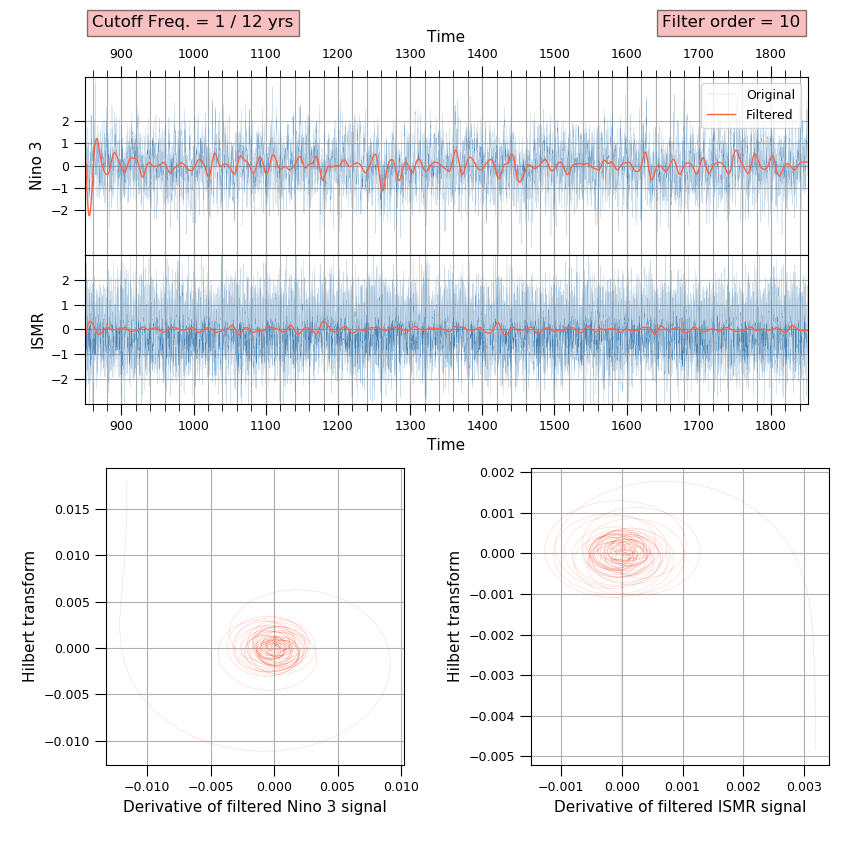 Cutoff Freq. = 1 / 12 yrs
Filter order = 10
Time
900 1000 1100 1200 1300 1400 1500 1600 1700 1800
Original
Filtered
Nino 3
2
1
0
−1
−2
ISMR
2
1
0
−1
−2
900 1000 1100 1200 1300 1400 1500 1600 1700 1800
Time
Hilbert transform
0.015
0.010
0.005
0.000
−0.005
−0.010
−0.010 −0.005 0.000 0.005 0.010
Derivative of filtered Nino 3 signal
Hilbert transform
0.002
0.001
0.000
−0.001
−0.002
−0.003
−0.004
−0.005
−0.001 0.000 0.001 0.002 0.003
Derivative of filtered ISMR signal